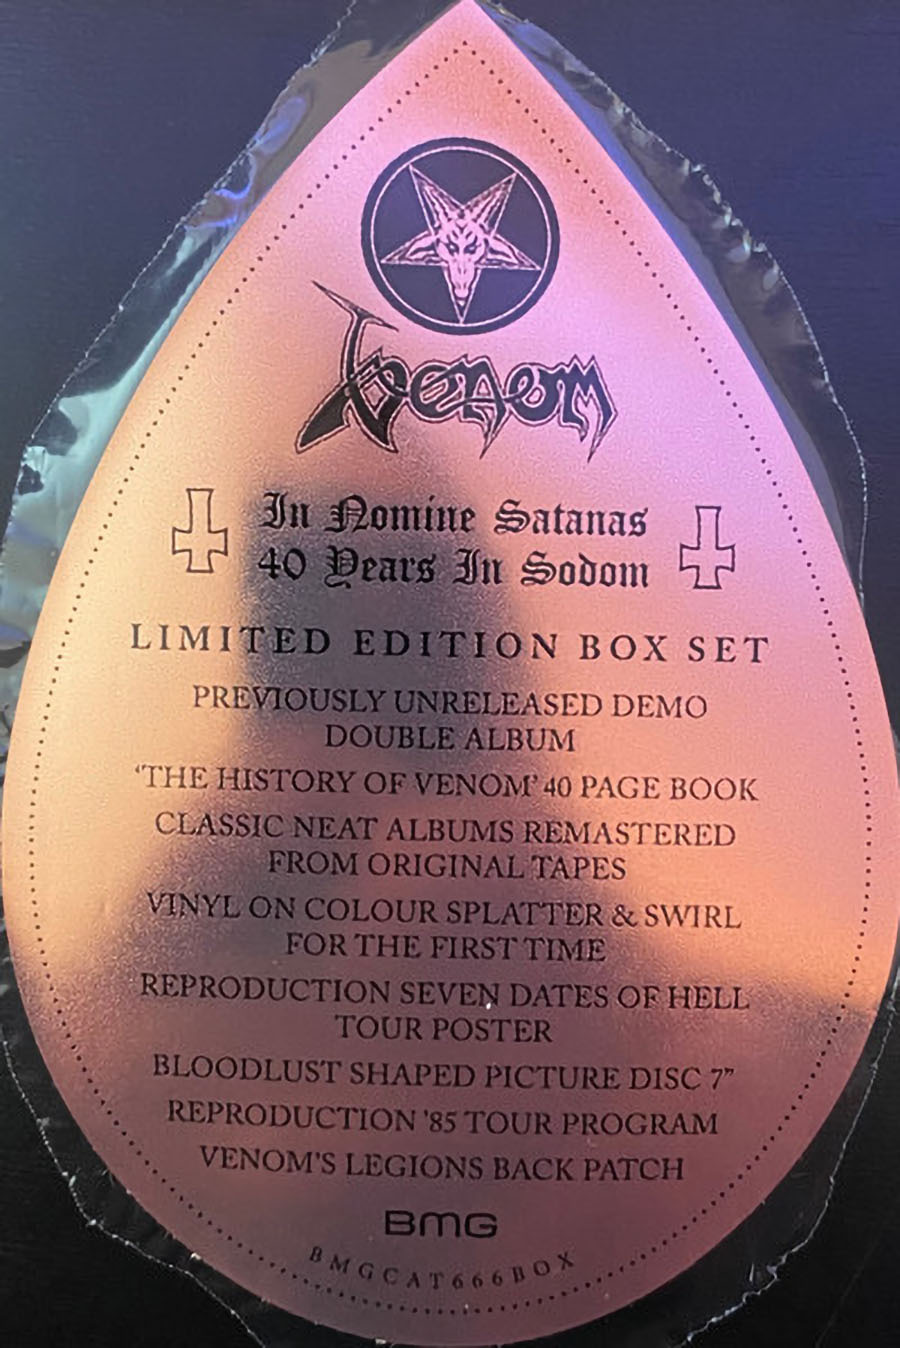 Venom
In Nomine Satanas
40 Years In Sodom
LIMITED EDITION BOX SET
PREVIOUSLY UNRELEASED DEMO
DOUBLE ALBUM
'THE HISTORY OF VENOM' 40 PAGE BOOK
CLASSIC NEAT ALBUMS REMASTERED
FROM ORIGINAL TAPES
VINYL ON COLOUR SPLATTER & SWIRL
FOR THE FIRST TIME
REPRODUCTION SEVEN DATES OF HELL
TOUR POSTER
BLOODLUST SHAPED PICTURE DISC 7”
REPRODUCTION '85 TOUR PROGRAM
VENOM'S LEGIONS BACK PATCH
BMG
BMGCAT666BOX